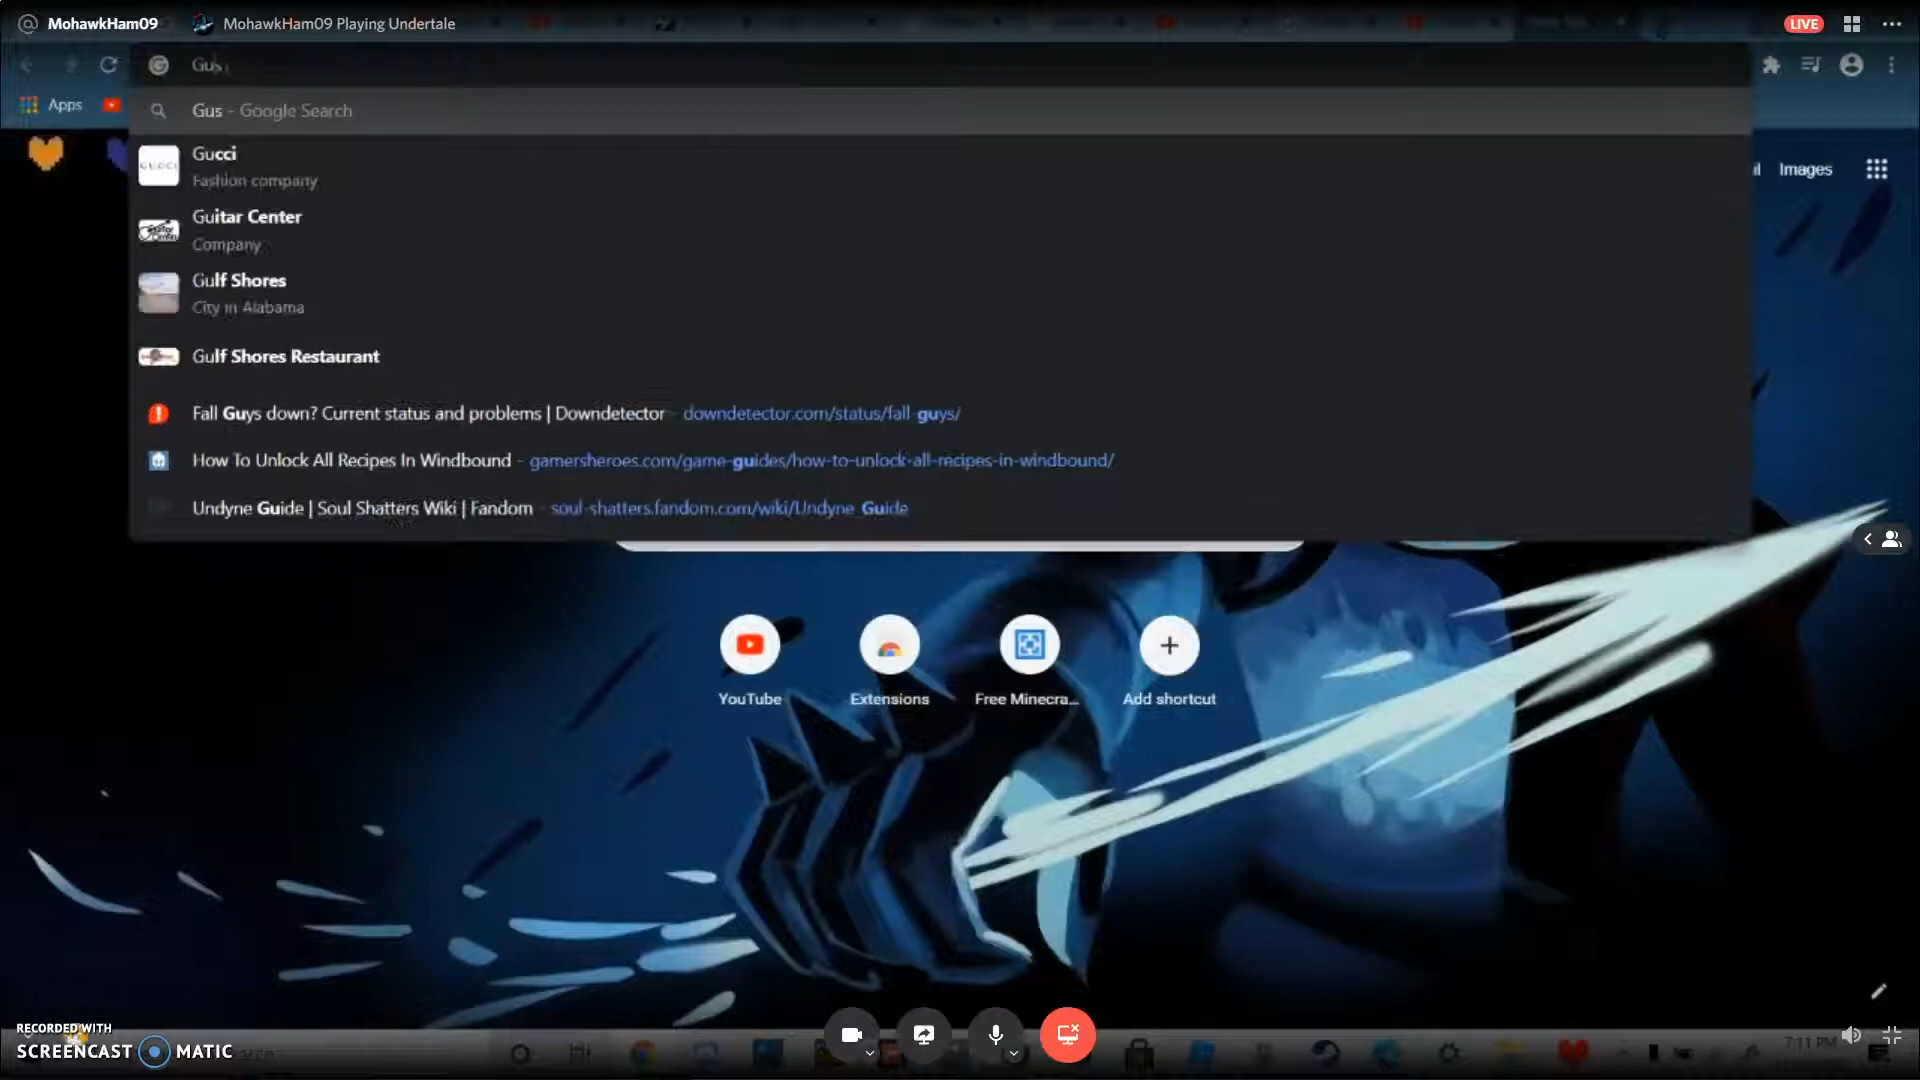 MohawkHam09
MohawkHam09 Playing Undertale
LIVE
Gus
Apps
Gus - Google Search
Gucci
Fashion company
GUCCI
Images
Guitar Center
Company
Gulf Shores
City in Alabama
Gulf Shores Restaurant
Fall Guys down? Current status and problems | Downdetector - downdetector.com/status/fall-guys/
How To Unlock All Recipes In Windbound - gamersheroes.com/game-guides/how-to-unlock-all-recipes-in-windbound/
Undyne Guide | Soul Shatters Wiki | Fandom - soul-shatters.fandom.com/wiki/Undyne_Guide
YouTube
Extensions
Free Minecra...
Add shortcut
RECORDED WITH
SCREENCAST MATIC
7:11 PM